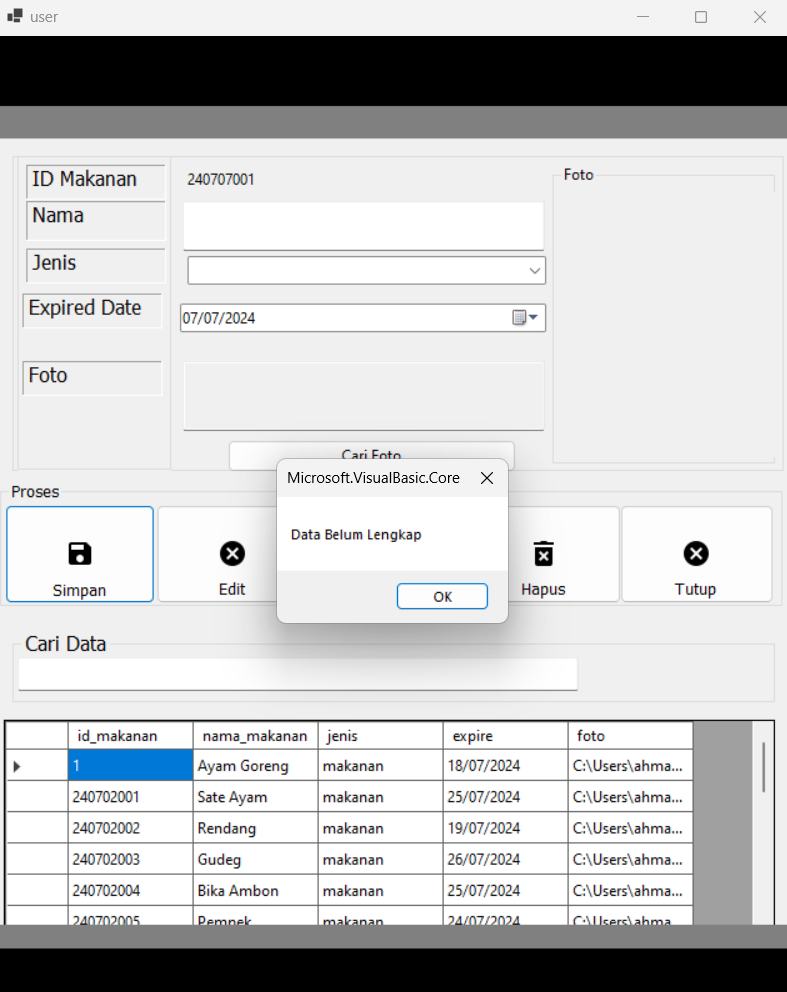 user
ID Makanan 240707001 Foto
Nama
Jenis
Expired Date 07/07/2024
Foto
Cari Foto
Microsoft.VisualBasic.Core
Data Belum Lengkap
OK
Proses
Simpan Edit Hapus Tutup
Cari Data
id_makanan nama_makanan jenis expire foto
1 Ayam Goreng makanan 18/07/2024 C:\Users\ahma...
240702001 Sate Ayam makanan 25/07/2024 C:\Users\ahma...
240702002 Rendang makanan 19/07/2024 C:\Users\ahma...
240702003 Gudeg makanan 26/07/2024 C:\Users\ahma...
240702004 Bika Ambon makanan 25/07/2024 C:\Users\ahma...
240702005 Pempek makanan 24/07/2024 C:\Users\ahma...